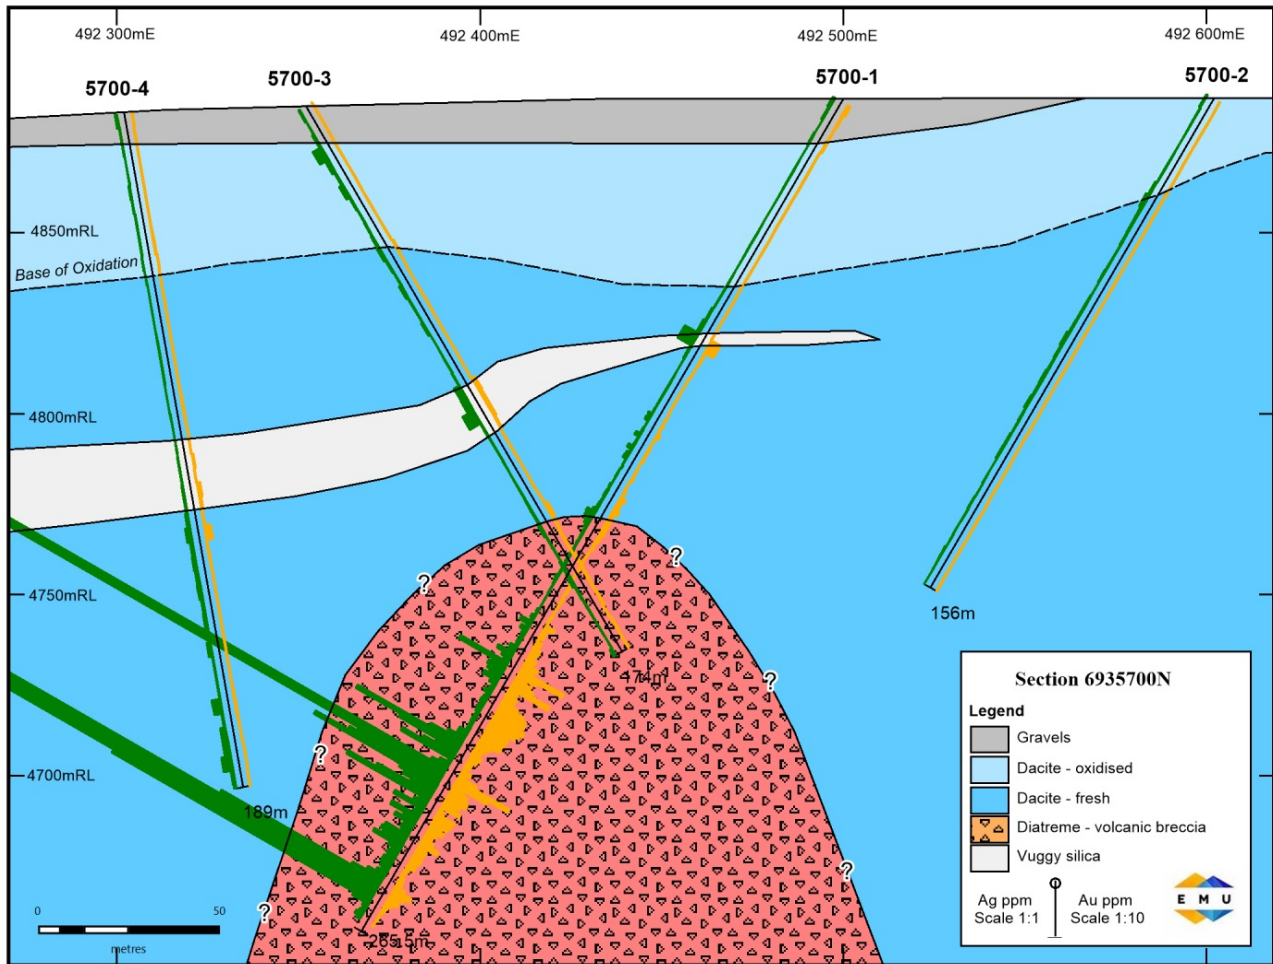 492 300mE
492 400mE
492 500mE
492 600mE
5700-4
5700-3
5700-1
5700-2
4850mRL
Base of Oxidation
4800mRL
4750mRL
4700mRL
?
?
?
?
?
?
?
156m
174m
189m
265.5m
0
50
metres
Section 6935700N
Legend
Gravels
Dacite - oxidised
Dacite - fresh
Diatreme - volcanic breccia
Vuggy silica
Ag ppm
Scale 1:1
Au ppm
Scale 1:10
E M U